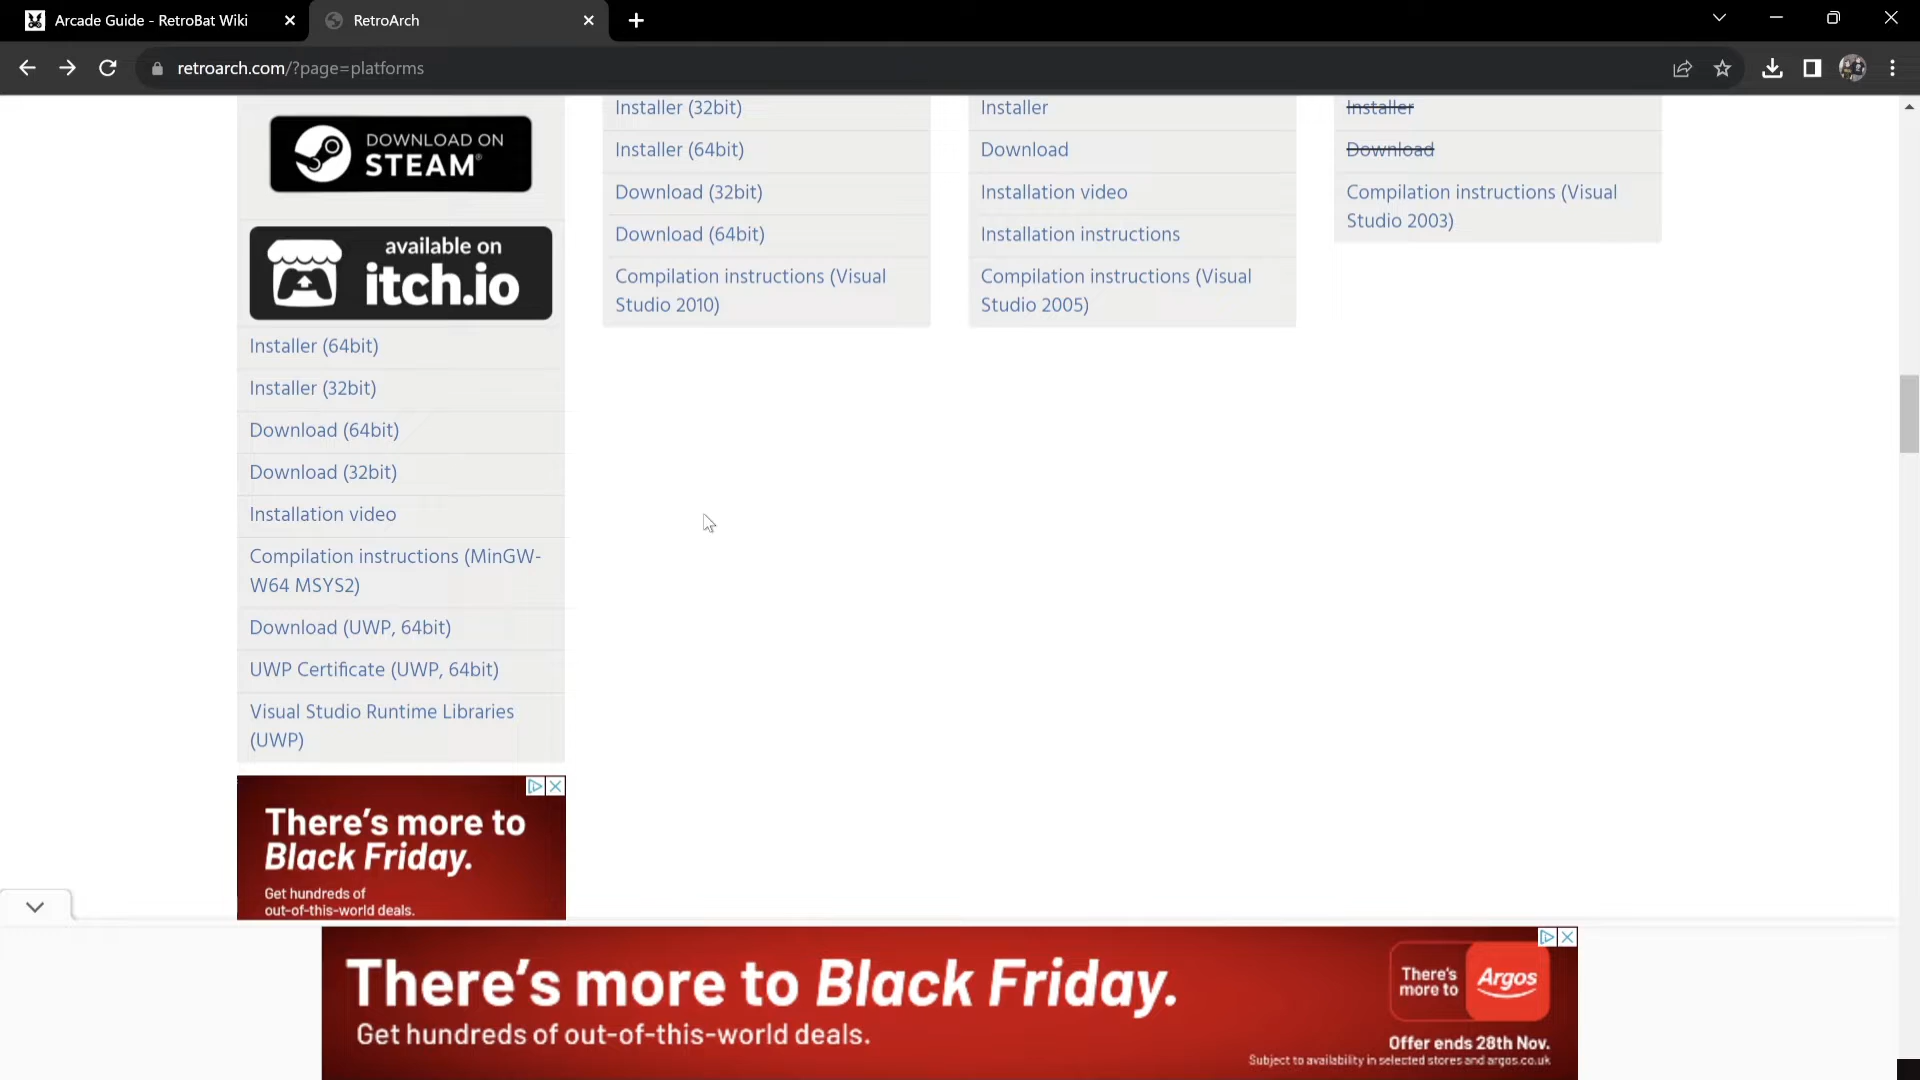 Arcade Guide - RetroBat Wiki
RetroArch
retroarch.com/?page=platforms
DOWNLOAD ON
STEAM®
available on
itch.io
Installer (64bit)
Installer (32bit)
Download (64bit)
Download (32bit)
Installation video
Compilation instructions (MinGW-
W64 MSYS2)
Download (UWP, 64bit)
UWP Certificate (UWP, 64bit)
Visual Studio Runtime Libraries
(UWP)
Installer (32bit)
Installer (64bit)
Download (32bit)
Download (64bit)
Compilation instructions (Visual
Studio 2010)
Installer
Download
Installation video
Installation instructions
Compilation instructions (Visual
Studio 2005)
Installer
Download
Compilation instructions (Visual
Studio 2003)
There's more to
Black Friday.
Get hundreds of
out-of-this-world deals.
There's more to Black Friday.
Get hundreds of out-of-this-world deals.
There's
more to
Argos
Offer ends 28th Nov.
Subject to availability in selected stores and argos.co.uk